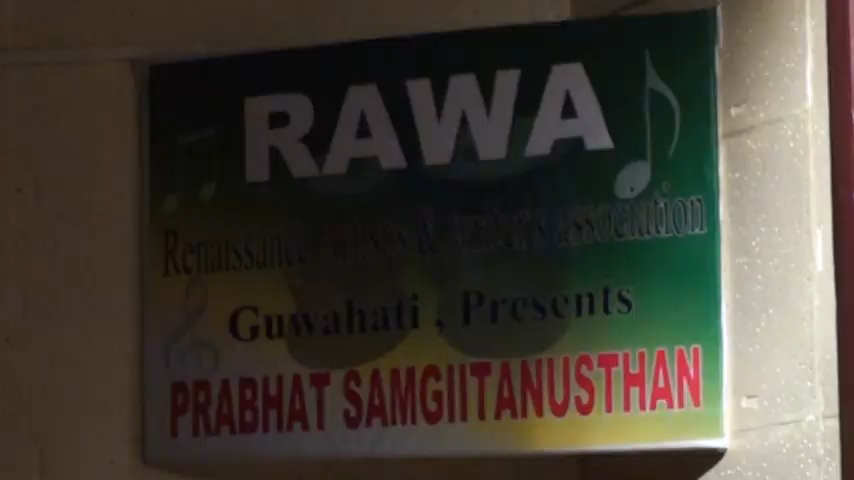 RAWA
Renaissance Artists & Writers association
Guwahati , Presents
PRABHAT SAMGIITANUSTHAN